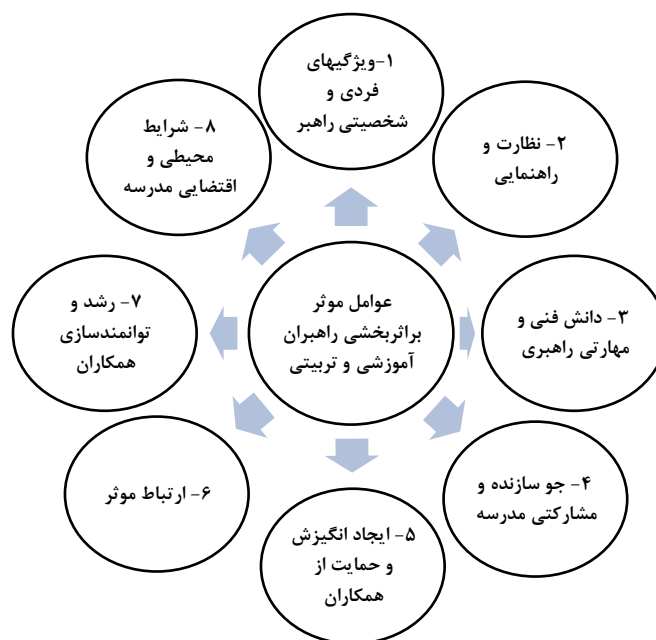 ۱-ویژگیهای
فردی و
شخصیتی راهبر
۲- نظارت و
راهنمایی
۳- دانش فنی و
مهارتی راهبری
۴- جو سازنده و
مشارکتی مدرسه
۵- ایجاد انگیزش
و حمایت از
همکاران
۶- ارتباط موثر
۷- رشد و
توانمندسازی
همکاران
۸- شرایط
محیطی و
اقتضایی مدرسه
عوامل موثر
براثربخشی راهبران
آموزشی و تربیتی